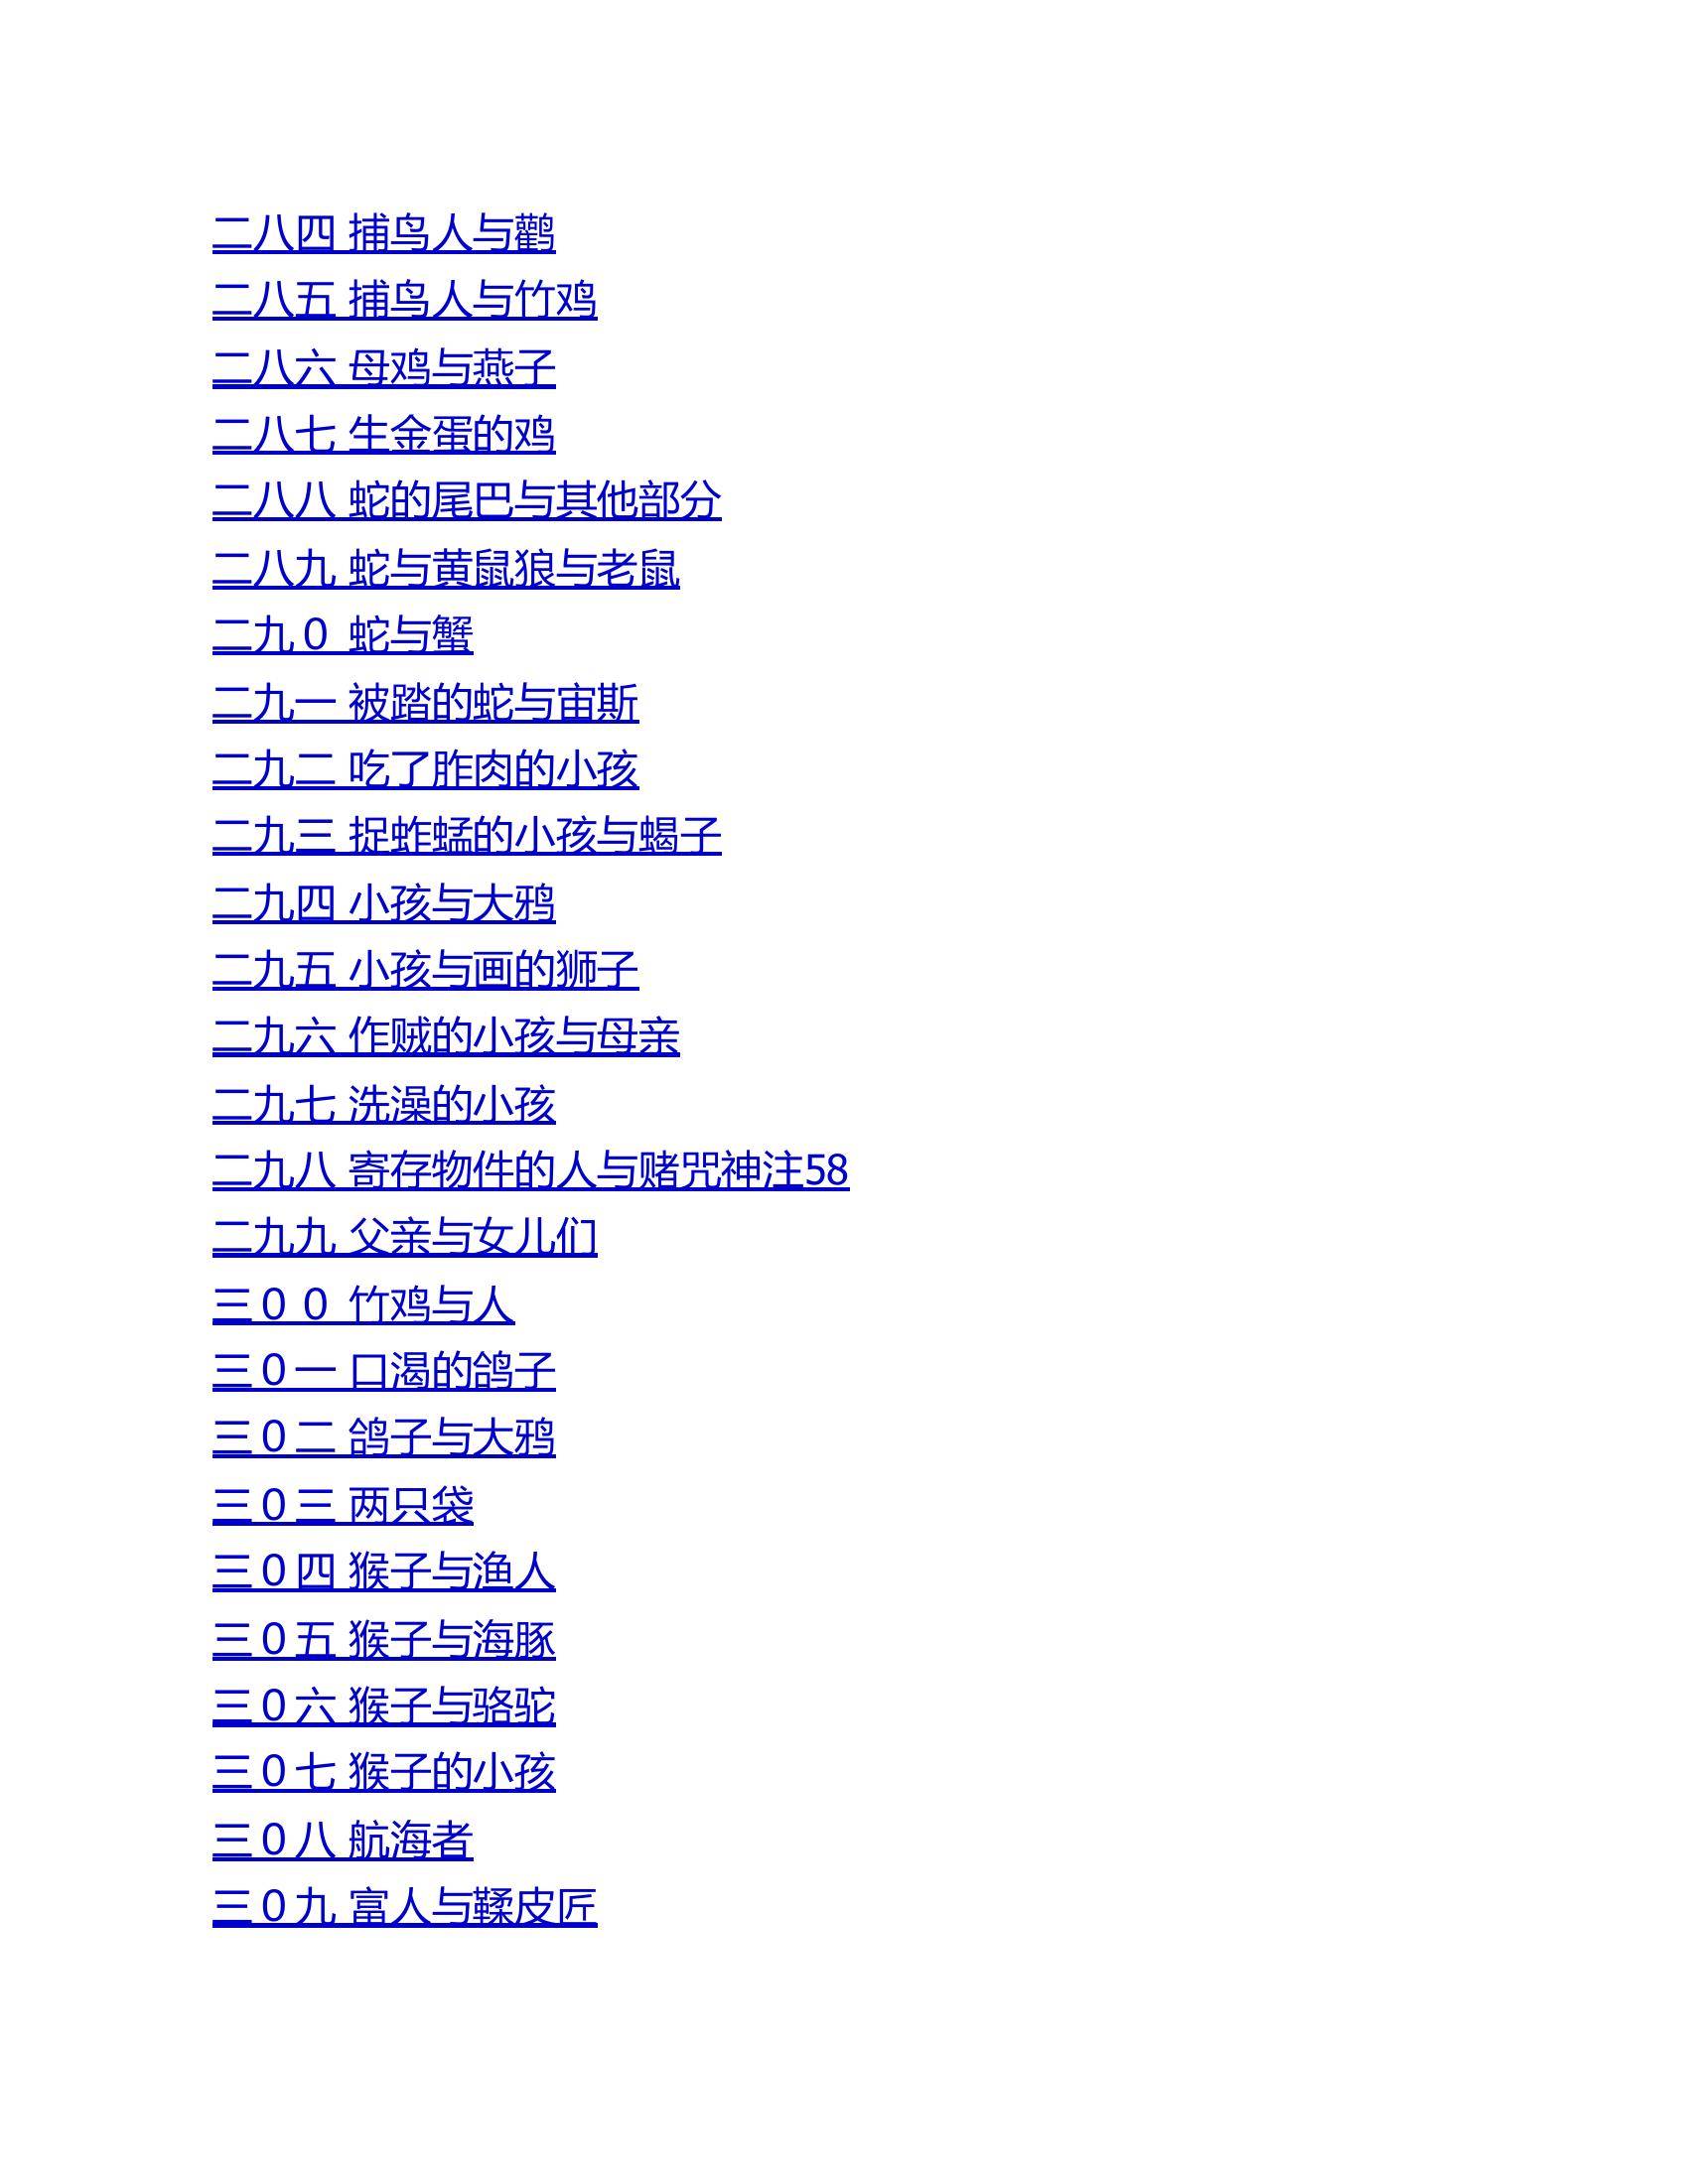 二八四 捕鸟人与鹳
二八五 捕鸟人与竹鸡
二八六 母鸡与燕子
二八七 生金蛋的鸡
二八八 蛇的尾巴与其他部分
二八九 蛇与黄鼠狼与老鼠
二九０ 蛇与蟹
二九一 被踏的蛇与宙斯
二九二 吃了胙肉的小孩
二九三 捉蚱蜢的小孩与蝎子
二九四 小孩与大鸦
二九五 小孩与画的狮子
二九六 作贼的小孩与母亲
二九七 洗澡的小孩
二九八 寄存物件的人与赌咒神注58
二九九 父亲与女儿们
三００ 竹鸡与人
三０一 口渴的鸽子
三０二 鸽子与大鸦
三０三 两只袋
三０四 猴子与渔人
三０五 猴子与海豚
三０六 猴子与骆驼
三０七 猴子的小孩
三０八 航海者
三０九 富人与鞣皮匠